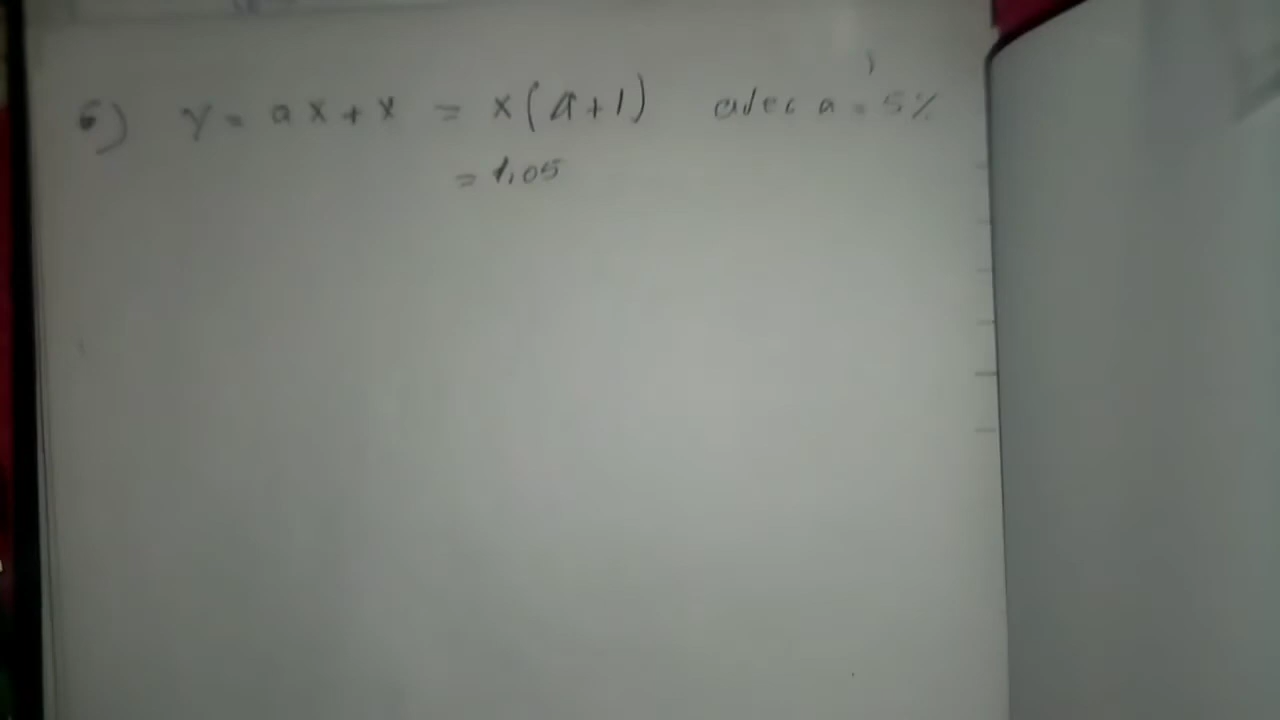 6) Y = ax + x = x(a+1) avec a = 5%
= 1,05